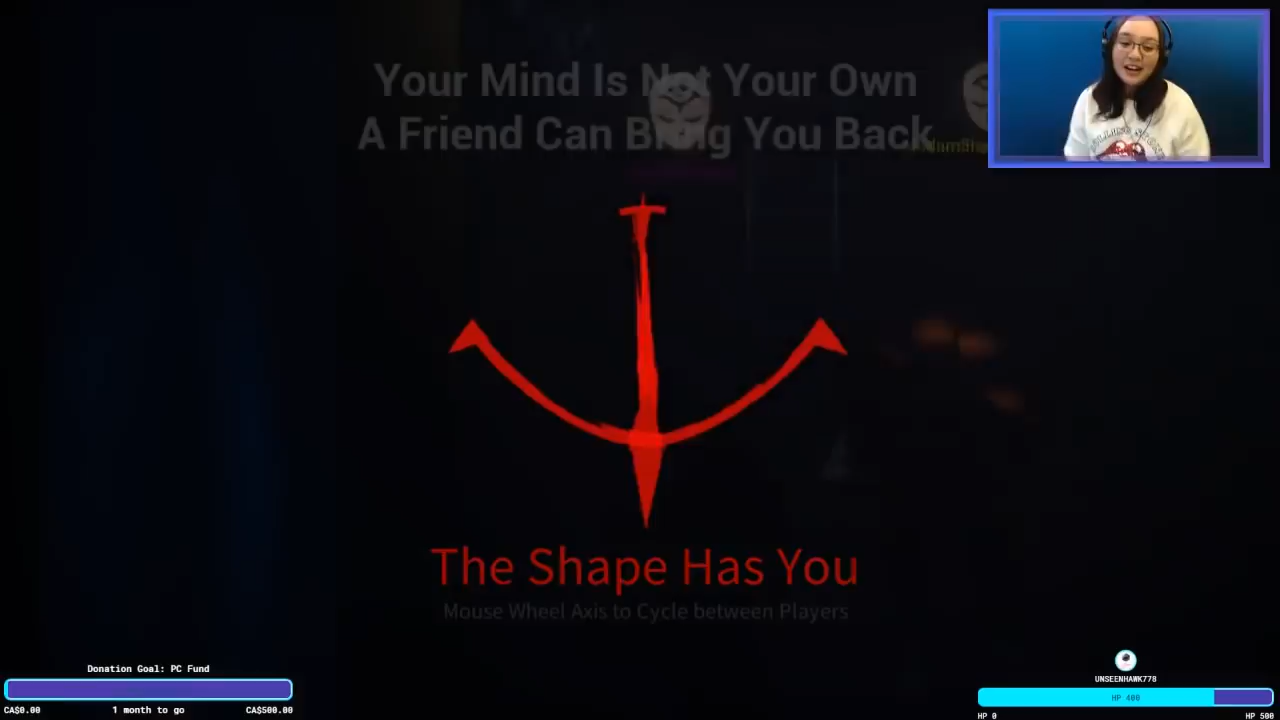 Your Mind Is Not Your Own
A Friend Can Bring You Back
The Shape Has You
Mouse Wheel Axis to Cycle between Players
Donation Goal: PC Fund
CA$0.00
1 month to go
CA$500.00
UNSEENHAWK778
HP 400
HP 0
HP 500